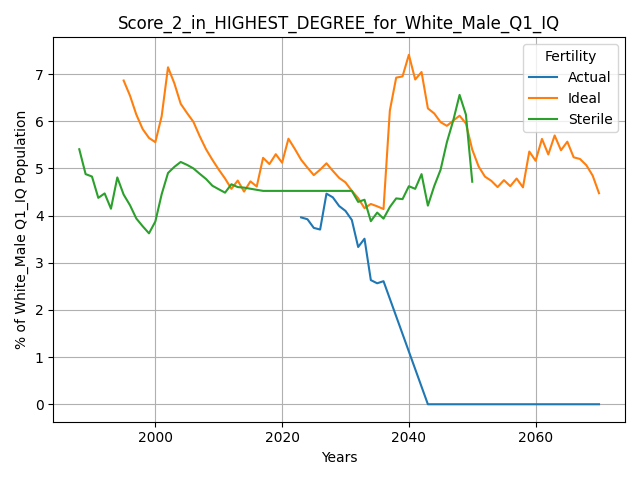 Score_2_in_HIGHEST_DEGREE_for_White_Male_Q1_IQ
Fertility
Actual
Ideal
Sterile
% of White_Male Q1_IQ Population
7
6
5
4
3
2
1
0
2000
2020
2040
2060
Years